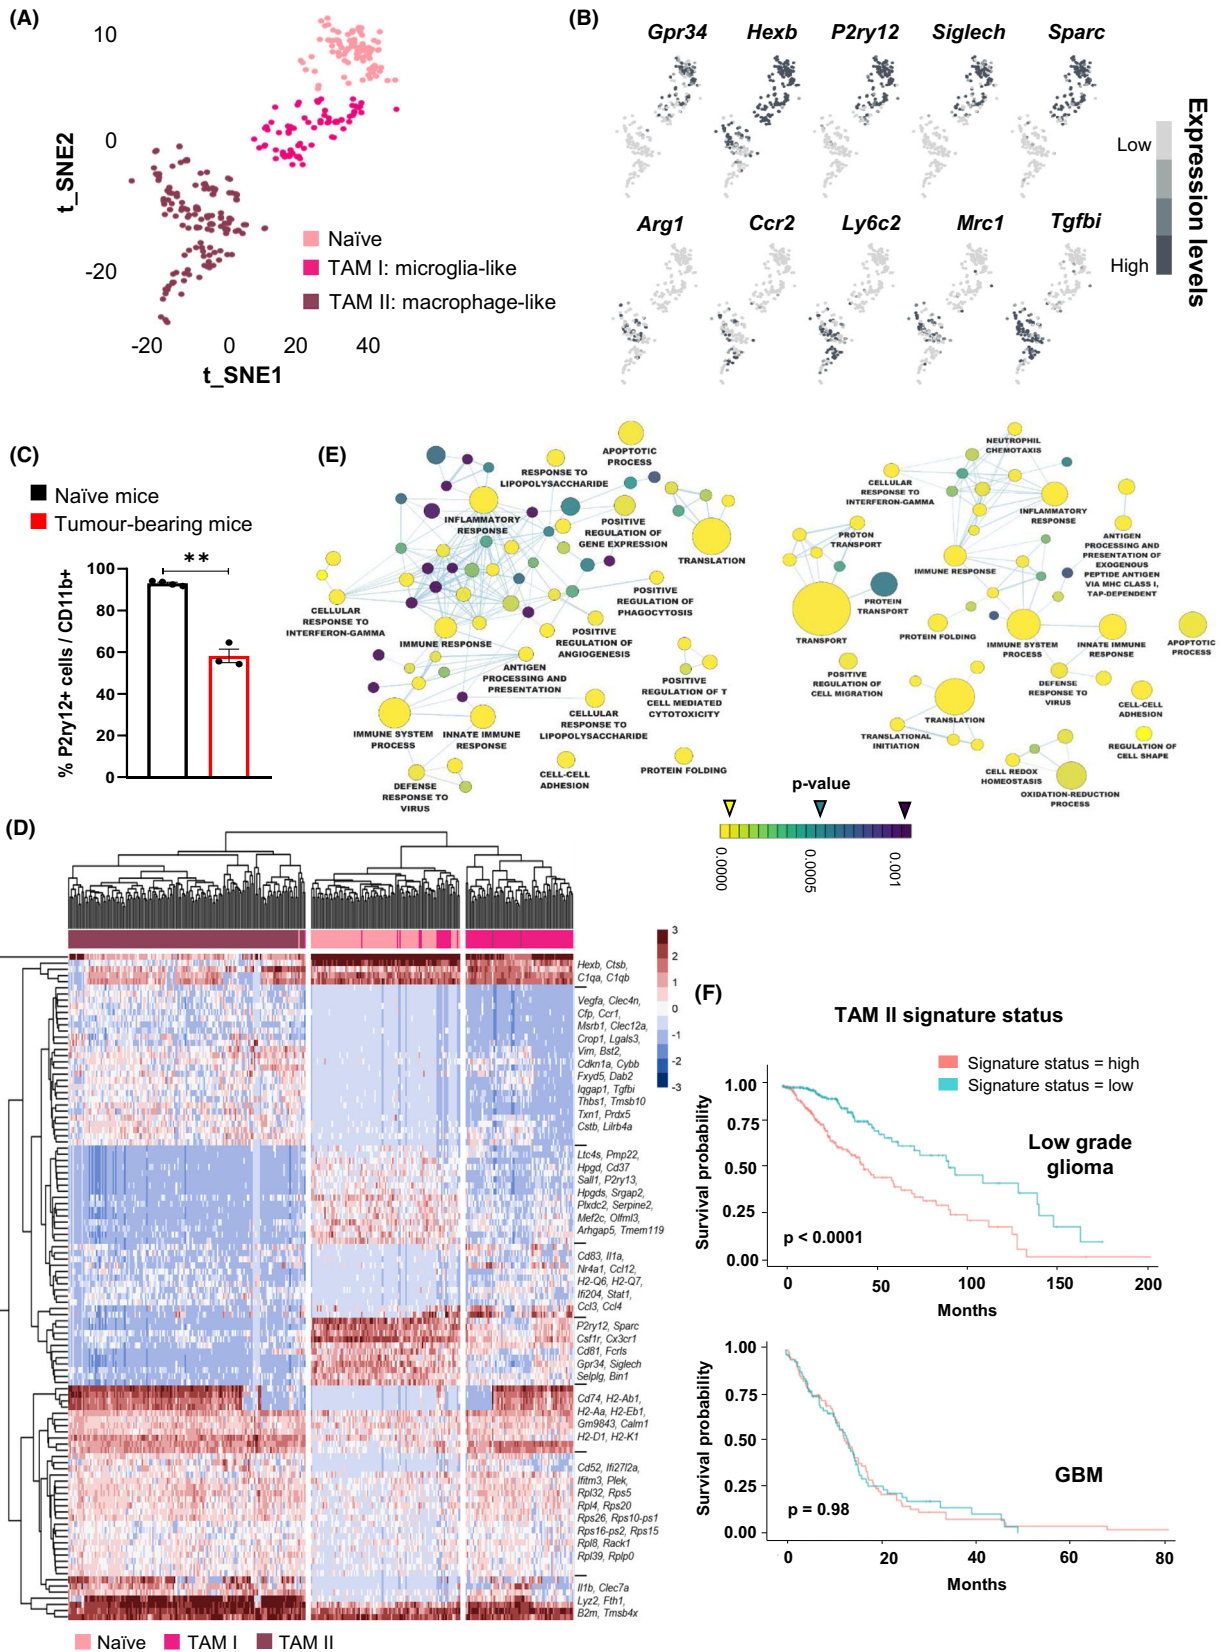 (A)
10
0
-20
t_SNE2
-20 0 20 40
t_SNE1
Naïve
TAM I: microglia-like
TAM II: macrophage-like
(B)
Gpr34 Hexb P2ry12 Siglech Sparc
Arg1 Ccr2 Ly6c2 Mrc1 Tgfbi
Low
High
Expression levels
(C)
Naïve mice
Tumour-bearing mice
**
100
80
60
40
20
0
% P2ry12+ cells / CD11b+
(E)
APOPTOTIC
PROCESS
RESPONSE TO
LIPOPOLYSACCHARIDE
INFLAMMATORY
RESPONSE
POSITIVE
REGULATION OF
GENE EXPRESSION
TRANSLATION
CELLULAR
RESPONSE TO
INTERFERON-GAMMA
POSITIVE
REGULATION OF
PHAGOCYTOSIS
IMMUNE RESPONSE
POSITIVE
REGULATION OF
ANGIOGENESIS
ANTIGEN
PROCESSING AND
PRESENTATION
POSITIVE
REGULATION OF T
CELL MEDIATED
CYTOTOXICITY
CELLULAR
RESPONSE TO
LIPOPOLYSACCHARIDE
IMMUNE SYSTEM
PROCESS
INNATE IMMUNE
RESPONSE
DEFENSE
RESPONSE TO
VIRUS
CELL-CELL
ADHESION
PROTEIN FOLDING
NEUTROPHIL
CHEMOTAXIS
CELLULAR
RESPONSE TO
INTERFERON-GAMMA
INFLAMMATORY
RESPONSE
PROTON
TRANSPORT
IMMUNE RESPONSE
ANTIGEN
PROCESSING AND
PRESENTATION OF
EXOGENOUS
PEPTIDE ANTIGEN
VIA MHC CLASS I,
TAP-DEPENDENT
PROTEIN
TRANSPORT
TRANSPORT
PROTEIN FOLDING
IMMUNE SYSTEM
PROCESS
INNATE IMMUNE
RESPONSE
APOPTOTIC
PROCESS
POSITIVE
REGULATION OF
CELL MIGRATION
DEFENSE
RESPONSE TO
VIRUS
CELL-CELL
ADHESION
TRANSLATION
TRANSLATIONAL
INITIATION
REGULATION OF
CELL SHAPE
CELL REDOX
HOMEOSTASIS
OXIDATION-REDUCTION
PROCESS
p-value
0.0000
0.0005
0.001
(D)
3
2
1
0
-1
-2
-3
Hexb, Ctsb,
C1qa, C1qb
Vegfa, Clec4n,
Cfp, Ccr1,
Msrb1, Clec12a,
Crop1, Lgals3,
Vim, Bst2,
Cdkn1a, Cybb
Fxyd5, Dab2
Iqgap1, Tgfbi
Thbs1, Tmsb10
Txn1, Prdx5
Cstb, Lilrb4a
Ltc4s, Pmp22,
Hpgd, Cd37
Sall1, P2ry13,
Hpgds, Srgap2,
Plxdc2, Serpine2,
Mef2c, Olfml3,
Arhgap5, Tmem119
Cd83, Il1a,
Nr4a1, Ccl12,
H2-Q6, H2-Q7,
Ifi204, Stat1,
Ccl3, Ccl4
P2ry12, Sparc
Csf1r, Cx3cr1
Cd81, Fcrls
Gpr34, Siglech
Selplg, Bin1
Cd74, H2-Ab1,
H2-Aa, H2-Eb1,
Gm9843, Calm1
H2-D1, H2-K1
Cd52, Ifi27l2a,
Ifitm3, Plek,
Rpl32, Rps5
Rpl4, Rps20
Rps26, Rps10-ps1
Rps16-ps2, Rps15
Rpl8, Rack1
Rpl39, Rplp0
Il1b, Clec7a
Lyz2, Fth1,
B2m, Tmsb4x
Naïve TAM I TAM II
(F)
TAM II signature status
Signature status = high
Signature status = low
1.00
0.75
0.50
0.25
0.00
Survival probability
Low grade
glioma
p < 0.0001
0 50 100 150 200
Months
1.00
0.75
0.50
0.25
0.00
Survival probability
GBM
p = 0.98
0 20 40 60 80
Months